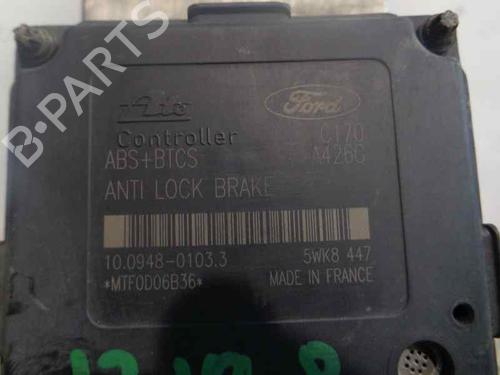 Ate
Ford
Controller C170
ABS+BTCS A426C
ANTI LOCK BRAKE
10.0948-0103.3 5WK8 447
*MTF0D06B36* MADE IN FRANCE
B-PARTS